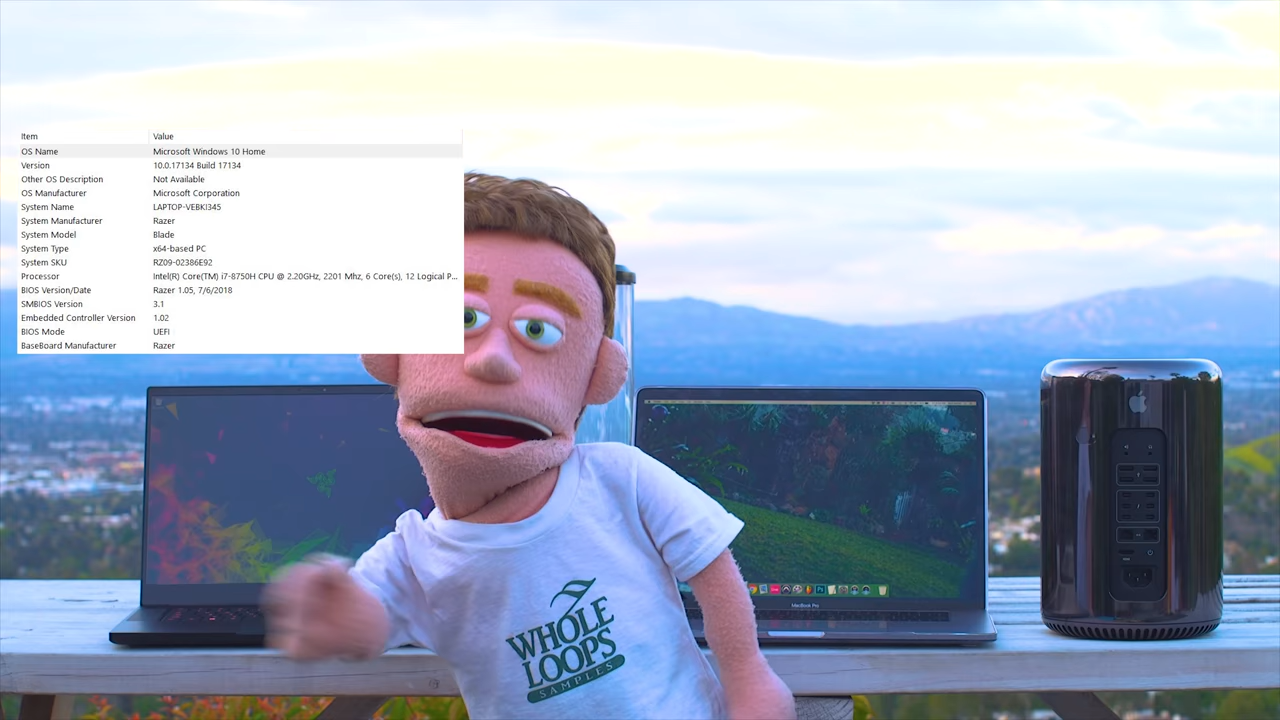 Item Value
OS Name Microsoft Windows 10 Home
Version 10.0.17134 Build 17134
Other OS Description Not Available
OS Manufacturer Microsoft Corporation
System Name LAPTOP-VEBKI345
System Manufacturer Razer
System Model Blade
System Type x64-based PC
System SKU RZ09-02386E92
Processor Intel(R) Core(TM) i7-8750H CPU @ 2.20GHz, 2201 Mhz, 6 Core(s), 12 Logical P...
BIOS Version/Date Razer 1.05, 7/6/2018
SMBIOS Version 3.1
Embedded Controller Version 1.02
BIOS Mode UEFI
BaseBoard Manufacturer Razer
MacBook Pro
WHOLE
LOOPS
SAMPLES